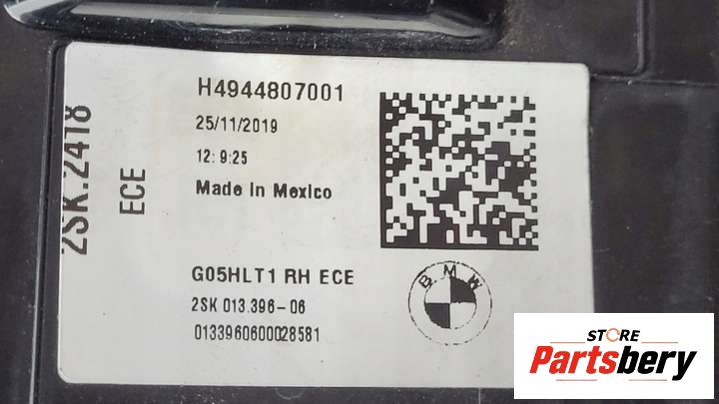 H4944807001
25/11/2019
12: 9:25
Made in Mexico
2SK.2418
ECE
G05HLT1 RH ECE
2SK 013.396-06
0133960600028581
BMW
STORE
Partsbery